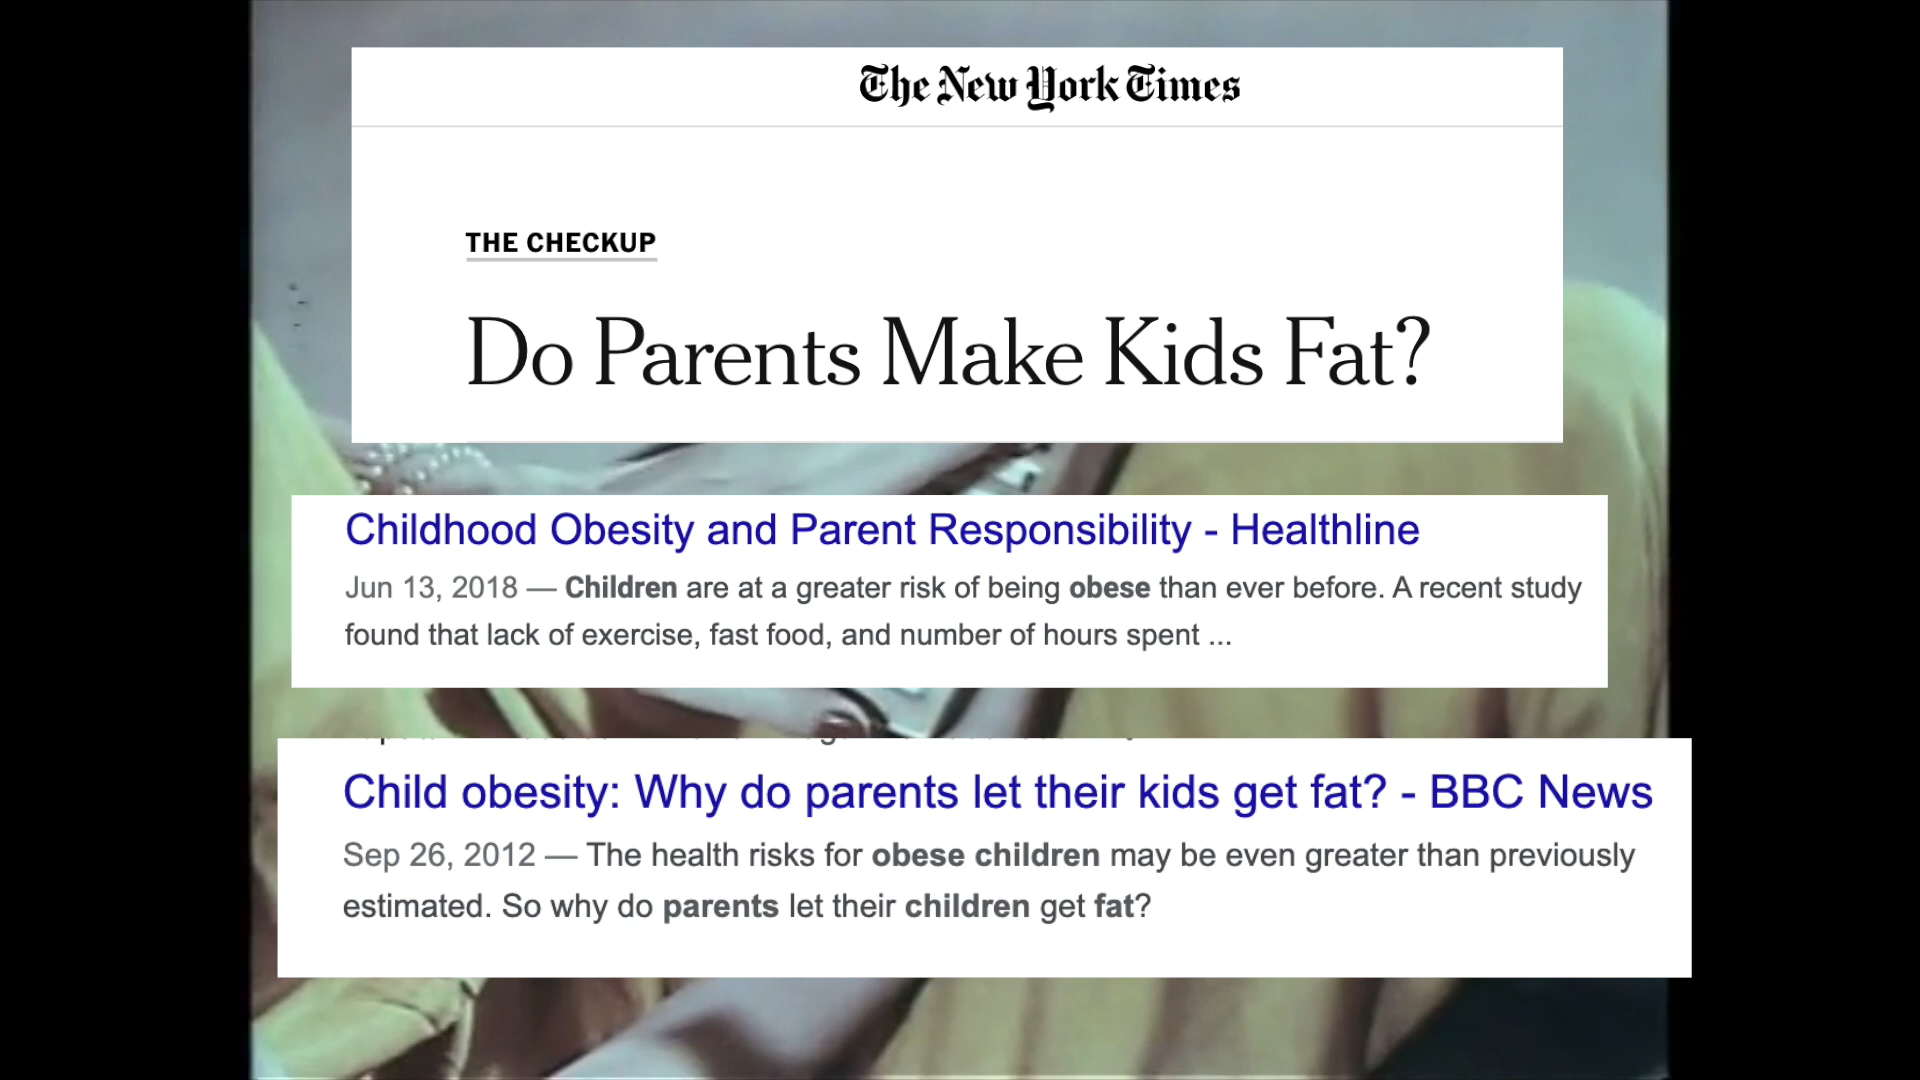 The New York Times
THE CHECKUP
Do Parents Make Kids Fat?
Childhood Obesity and Parent Responsibility - Healthline
Jun 13, 2018 — Children are at a greater risk of being obese than ever before. A recent study
found that lack of exercise, fast food, and number of hours spent ...
Child obesity: Why do parents let their kids get fat? - BBC News
Sep 26, 2012 — The health risks for obese children may be even greater than previously
estimated. So why do parents let their children get fat?